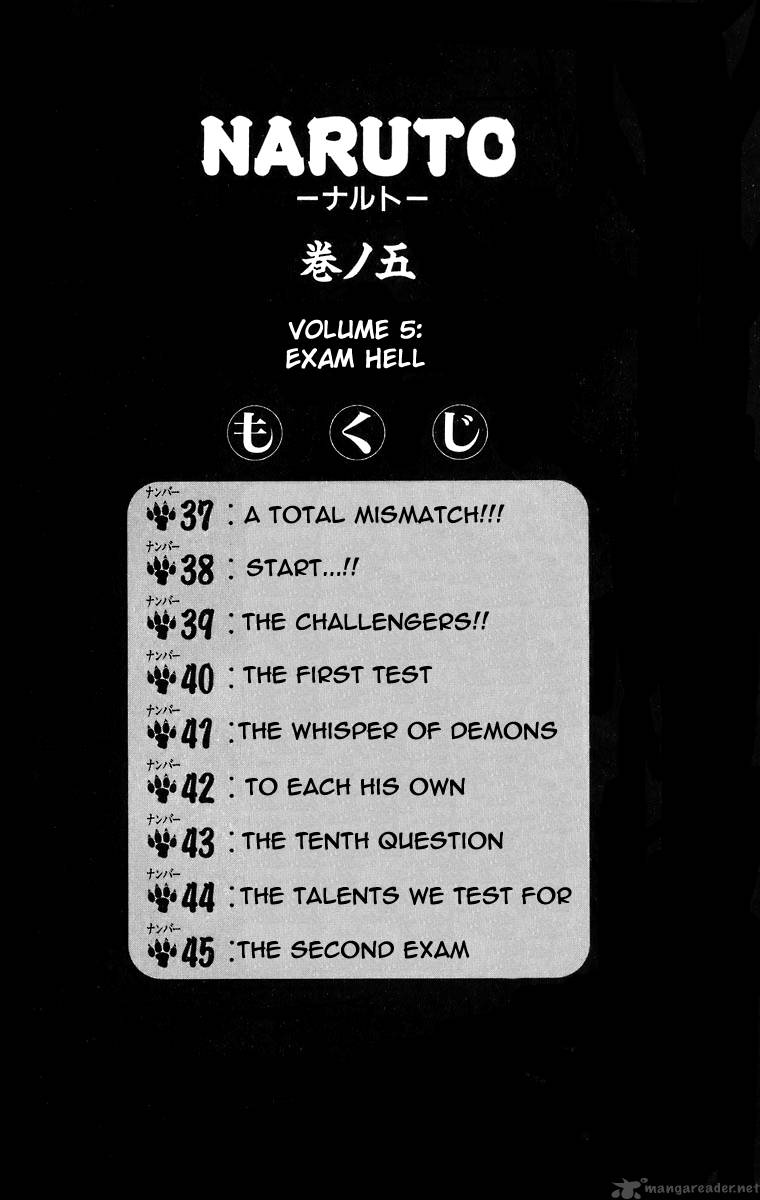 NARUTO
ーナルトー
巻ノ五
VOLUME 5:
EXAM HELL
もくじ
ナンバー
37 : A TOTAL MISMATCH!!!
ナンバー
38 : START...!!
ナンバー
39 : THE CHALLENGERS!!
ナンバー
40 : THE FIRST TEST
ナンバー
41 : THE WHISPER OF DEMONS
ナンバー
42 : TO EACH HIS OWN
ナンバー
43 : THE TENTH QUESTION
ナンバー
44 : THE TALENTS WE TEST FOR
ナンバー
45 : THE SECOND EXAM
mangareader.net